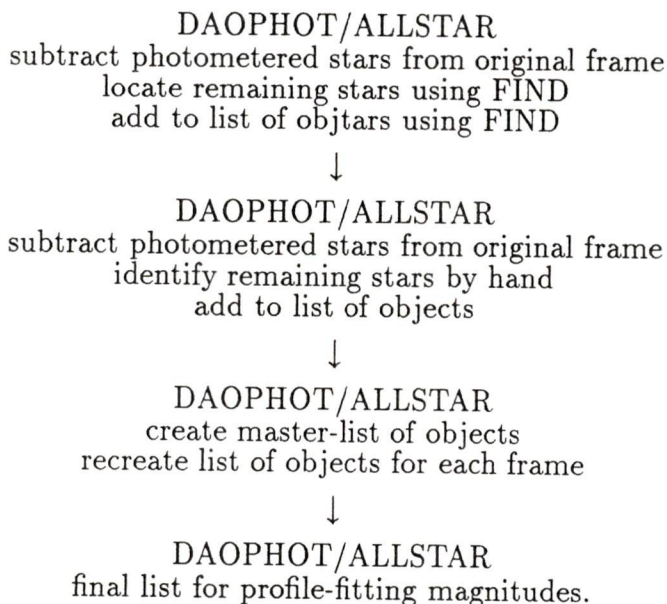 DAOPHOT/ALLSTAR
subtract photometered stars from original frame
locate remaining stars using FIND
add to list of objtars using FIND
↓
DAOPHOT/ALLSTAR
subtract photometered stars from original frame
identify remaining stars by hand
add to list of objects
↓
DAOPHOT/ALLSTAR
create master-list of objects
recreate list of objects for each frame
↓
DAOPHOT/ALLSTAR
final list for profile-fitting magnitudes.